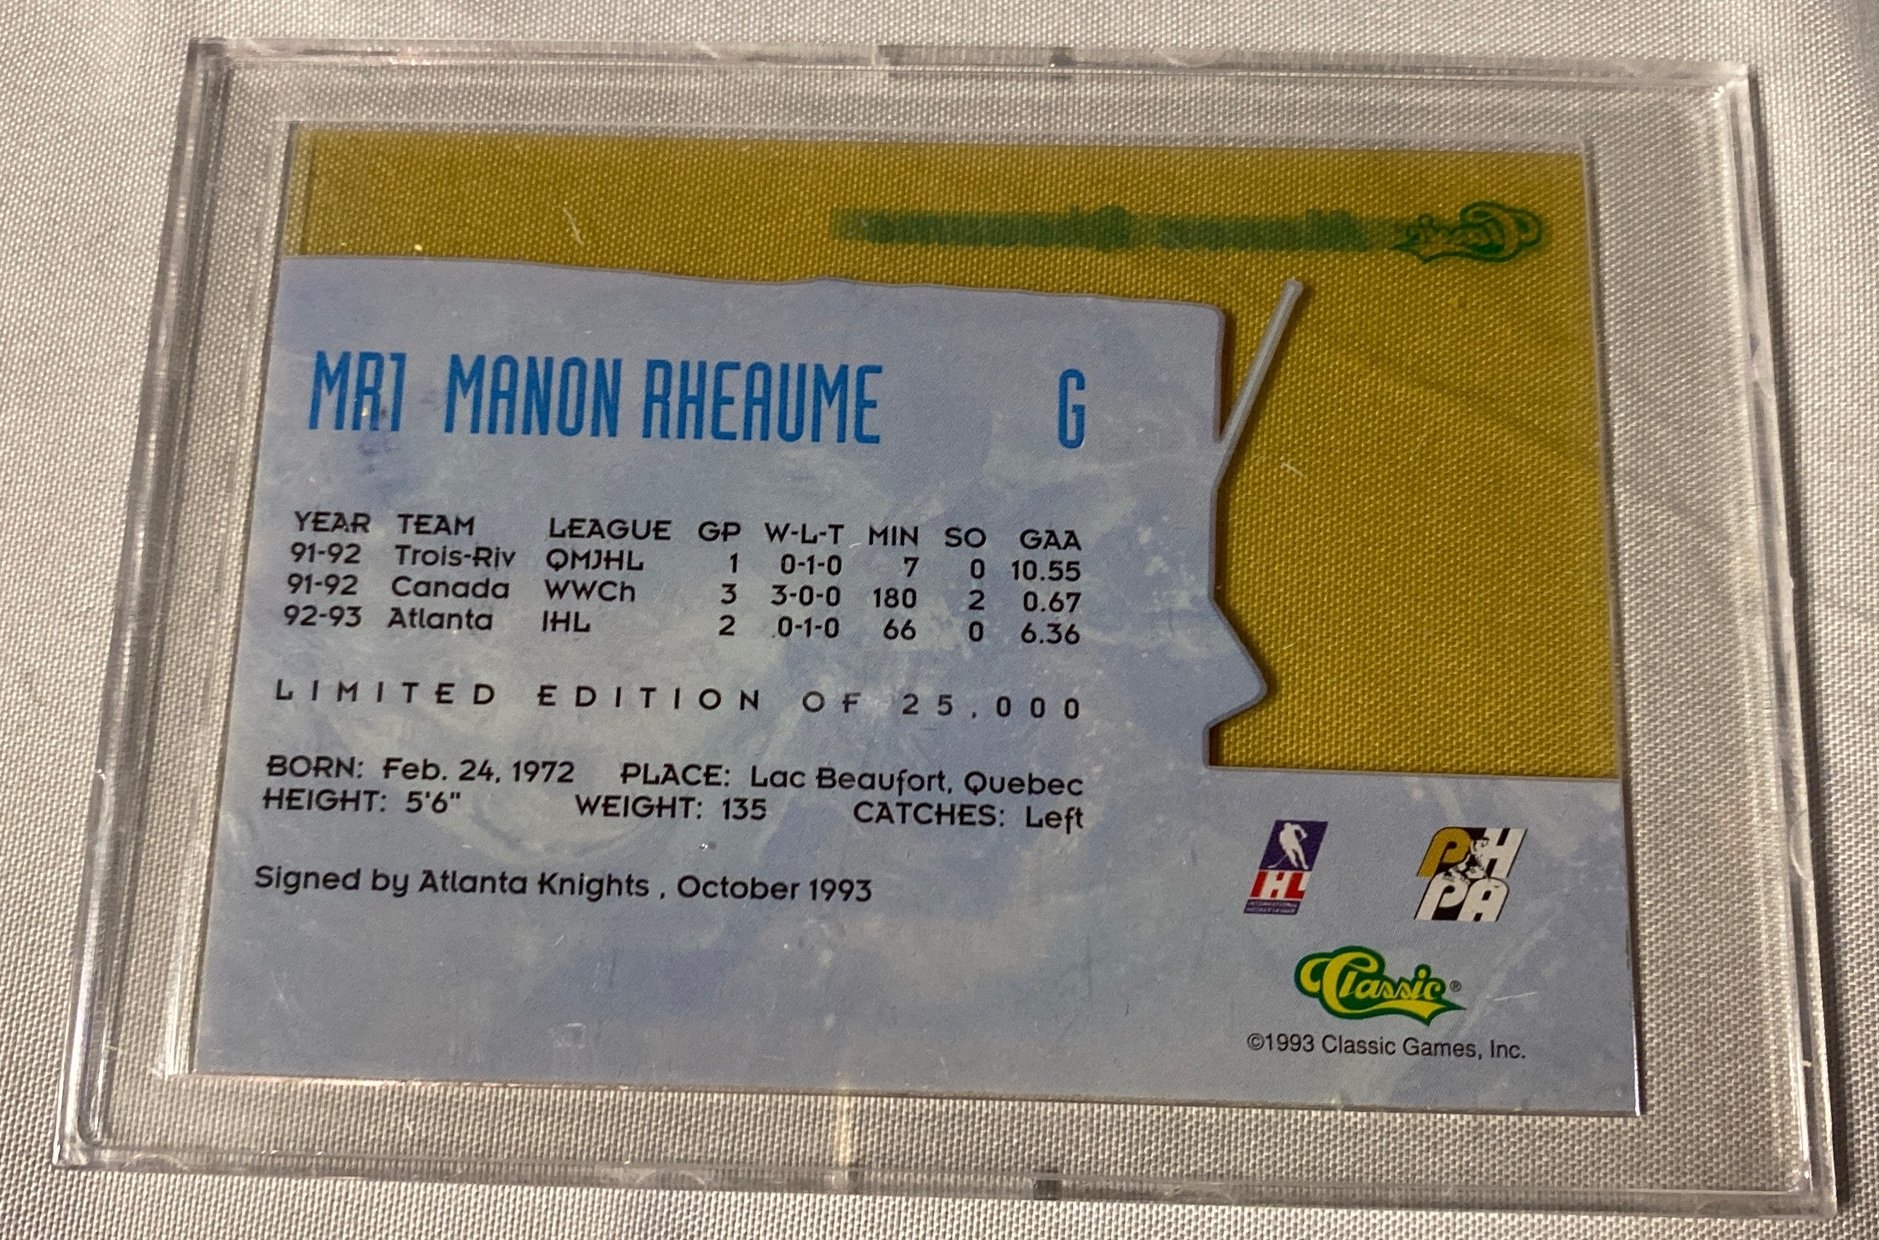 Classic Manon Rheaume
MR1 MANON RHEAUME G
YEAR TEAM LEAGUE GP W-L-T MIN SO GAA
91-92 Trois-Riv QMJHL 1 0-1-0 7 0 10.55
91-92 Canada WWCh 3 3-0-0 180 2 0.67
92-93 Atlanta IHL 2 0-1-0 66 0 6.36
LIMITED EDITION OF 25,000
BORN: Feb. 24, 1972 PLACE: Lac Beaufort, Quebec
HEIGHT: 5'6" WEIGHT: 135 CATCHES: Left
Signed by Atlanta Knights , October 1993
IHL
PHPA
Classic®
©1993 Classic Games, Inc.